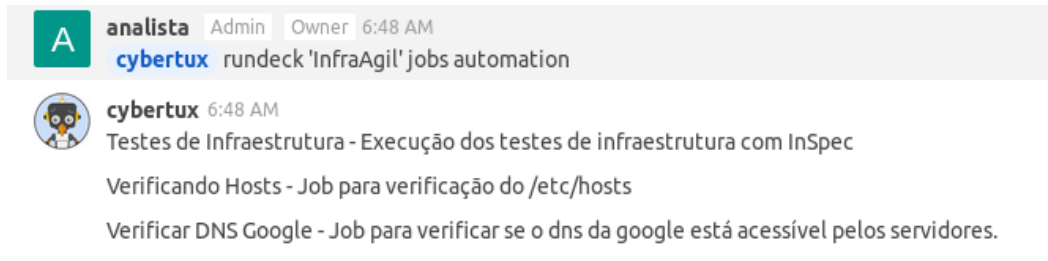 A
analista Admin Owner 6:48 AM
cybertux rundeck 'InfraAgil' jobs automation
cybertux 6:48 AM
Testes de Infraestrutura - Execução dos testes de infraestrutura com InSpec
Verificando Hosts - Job para verificação do /etc/hosts
Verificar DNS Google - Job para verificar se o dns da google está acessível pelos servidores.